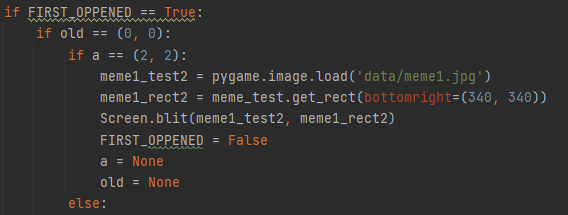 if FIRST_OPPENED == True:
    if old == (0, 0):
        if a == (2, 2):
            meme1_test2 = pygame.image.load('data/meme1.jpg')
            meme1_rect2 = meme_test.get_rect(bottomright=(340, 340))
            Screen.blit(meme1_test2, meme1_rect2)
            FIRST_OPPENED = False
            a = None
            old = None
        else: